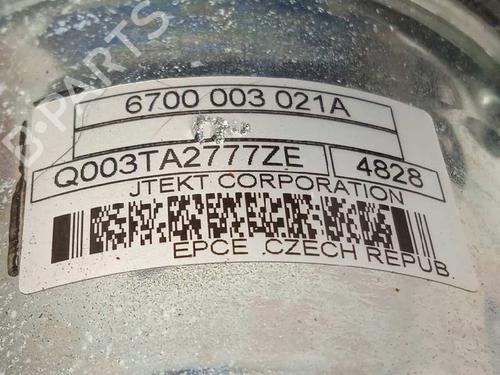 B-PARTS
6700 003 021A
Q003TA2777ZE 4828
JTEKT CORPORATION
EPCE .CZECH REPUB.